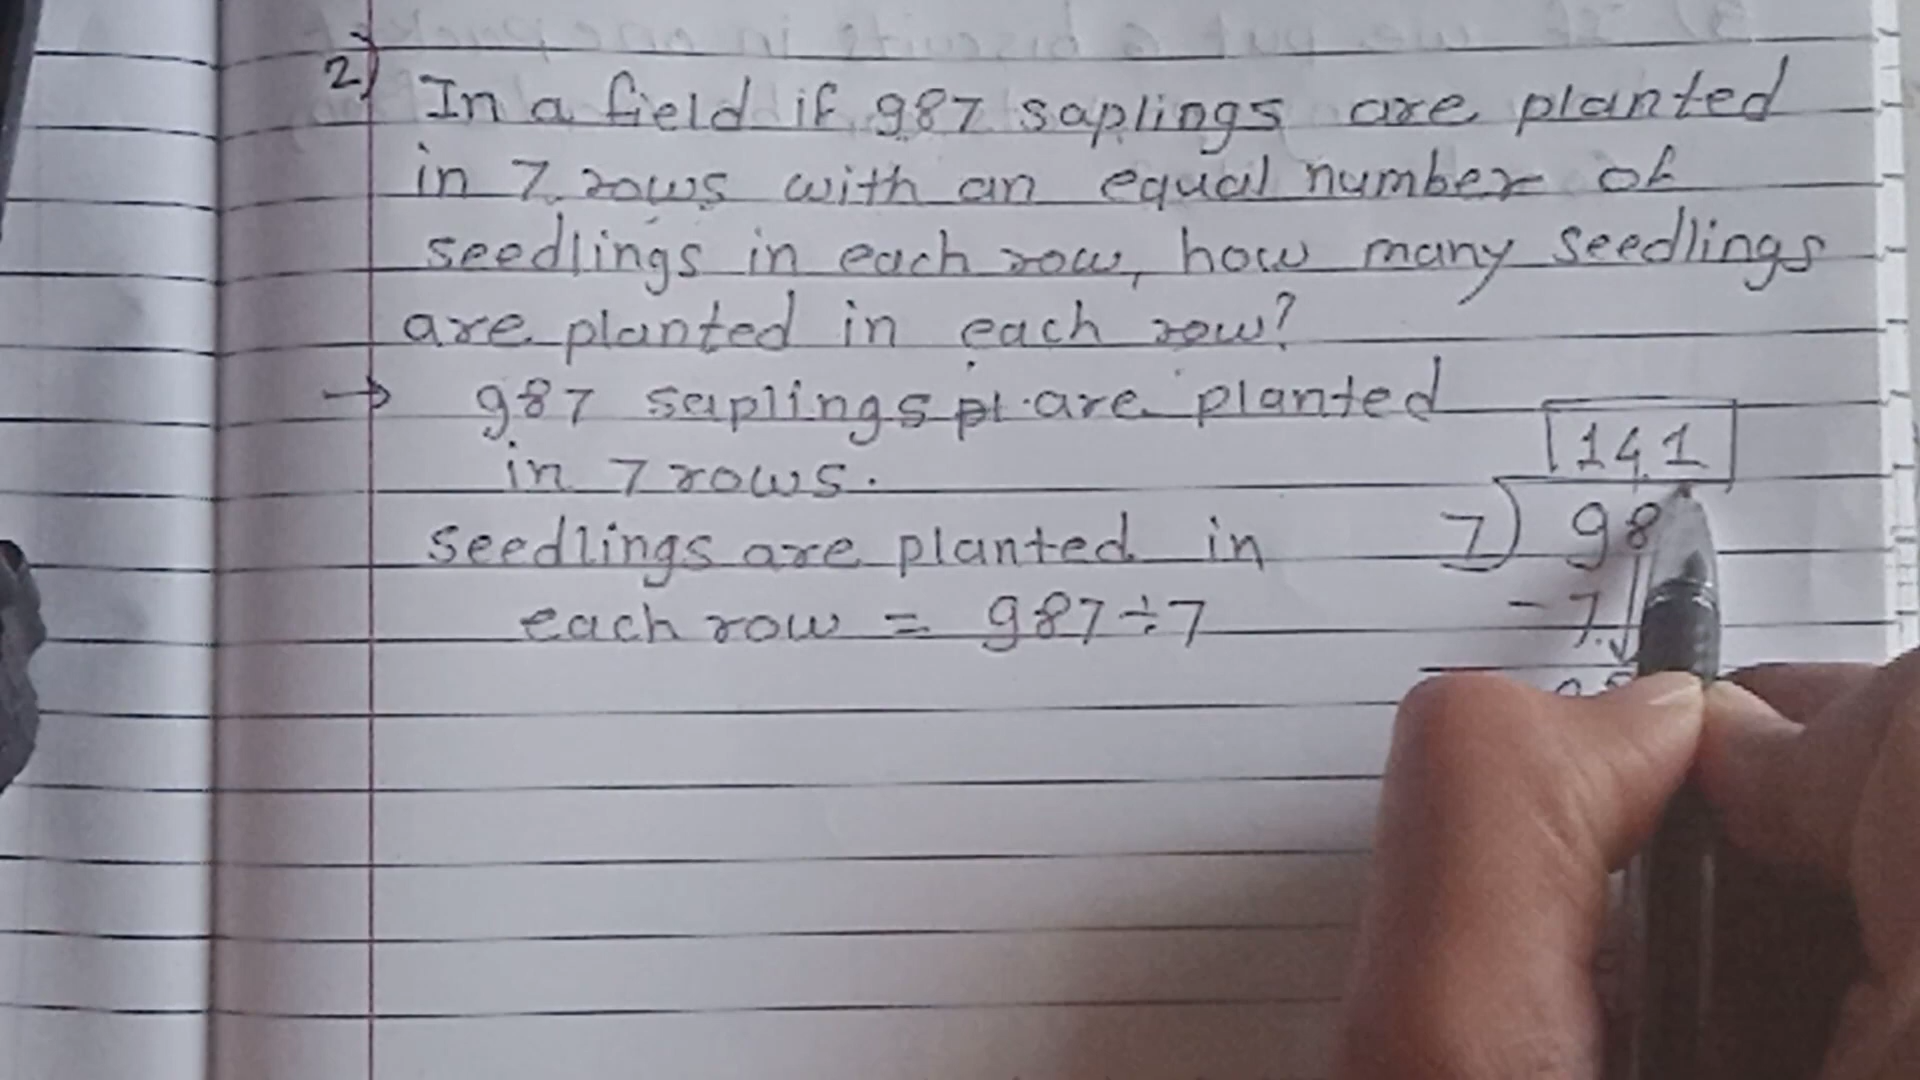 2) In a field if 987 saplings are planted
in 7 rows with an equal number of
seedlings in each row, how many seedlings
are planted in each row?
→ 987 saplings pl are planted
in 7 rows.
seedlings are planted in
each row = 987÷7
141
7) 98
- 7